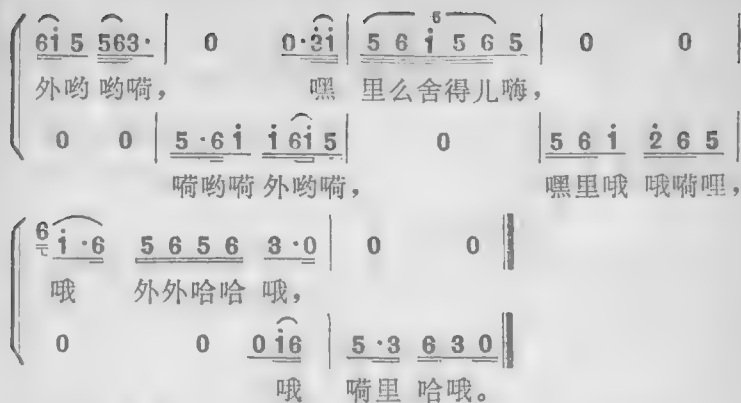 6i̇ 5 563· | 0 0·3̇i̇ | 5 6 i̇ 5 6 5 | 0 0 |
外哟 哟嗬， 嘿 里么舍得儿嗨，
0 0 | 5·6i̇ i̇ 6i̇ 5 | 0 | 5 6 i̇ 2̇ 6 5 |
嗬哟嗬 外哟嗬， 嘿里哦 哦嗬哩，
6 i̇·6 5 6 5 6 3·0 | 0 0 ‖
哦 外外哈哈 哦，
0 0 0 i̇6 | 5·3 6 3 0 ‖
哦 嗬里 哈哦。